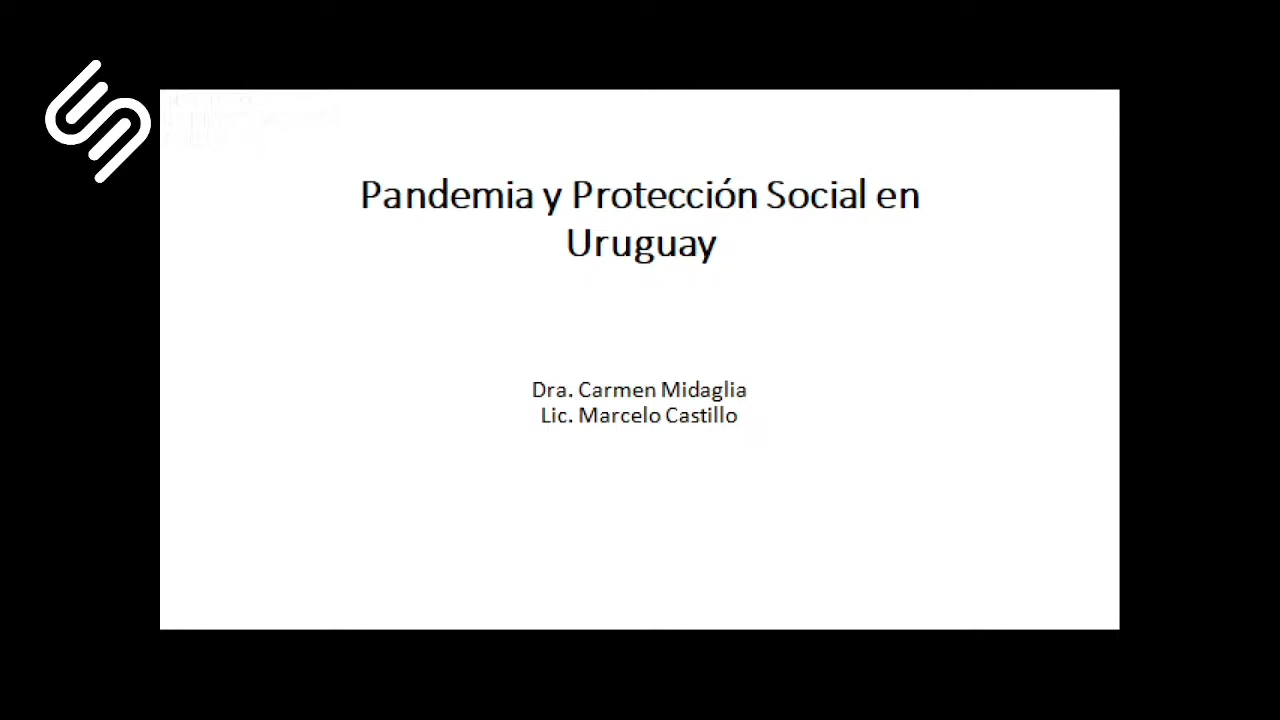 Pandemia y Protección Social en
Uruguay
Dra. Carmen Midaglia
Lic. Marcelo Castillo